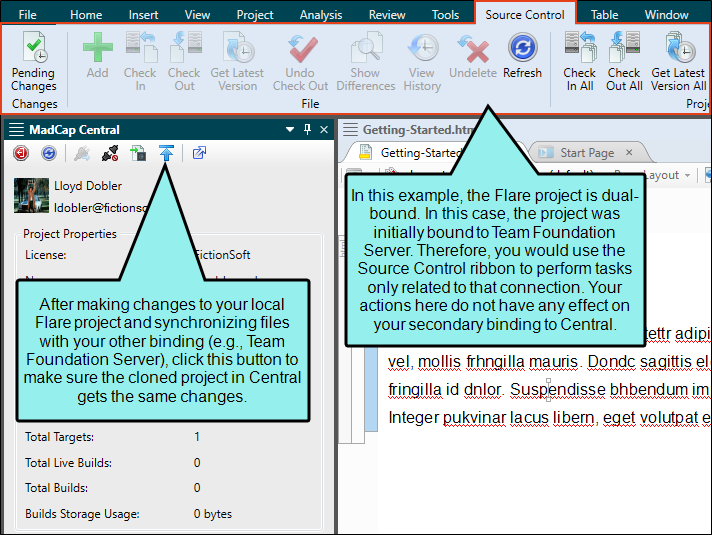 File Home Insert View Project Analysis Review Tools Source Control Table Window
Pending Changes
Add
Check In
Check Out
Get Latest Version
Undo Check Out
Show Differences
View History
Undelete
Refresh
Check In All
Check Out All
Get Latest Version All
Changes
File
MadCap Central
Getting-Started.htm
Getting-Started
Start Page
Lloyd Dobler
ldobler@fictionso
(default)
Layout
Project Properties
License: FictionSoft
In this example, the Flare project is dual-
bound. In this case, the project was
initially bound to Team Foundation
Server. Therefore, you would use the
Source Control ribbon to perform tasks
only related to that connection. Your
actions here do not have any effect on
your secondary binding to Central.
After making changes to your local
Flare project and synchronizing files
with your other binding (e.g., Team
Foundation Server), click this button to
make sure the cloned project in Central
gets the same changes.
tettr adipi
vel, mollis frhngilla mauris. Dondc sagittis ele
fringilla id dnlor. Suspendisse bhbendum im
Integer pukvinar lacus libern, eget volutpat e
Total Targets: 1
Total Live Builds: 0
Total Builds: 0
Builds Storage Usage: 0 bytes